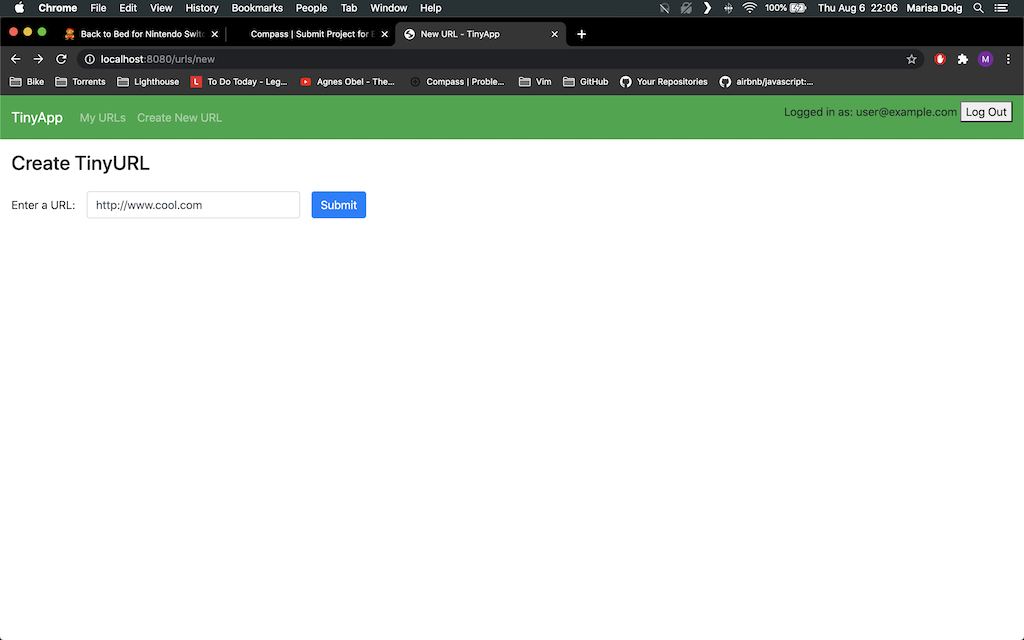 Chrome File Edit View History Bookmarks People Tab Window Help 100% Thu Aug 6 22:06 Marisa Doig
Back to Bed for Nintendo Switc Compass | Submit Project for E New URL - TinyApp
localhost:8080/urls/new M
Bike Torrents Lighthouse L To Do Today - Leg... Agnes Obel - The... Compass | Proble... Vim GitHub Your Repositories airbnb/javascript:...
TinyApp My URLs Create New URL Logged in as: user@example.com Log Out
Create TinyURL
Enter a URL: http://www.cool.com Submit